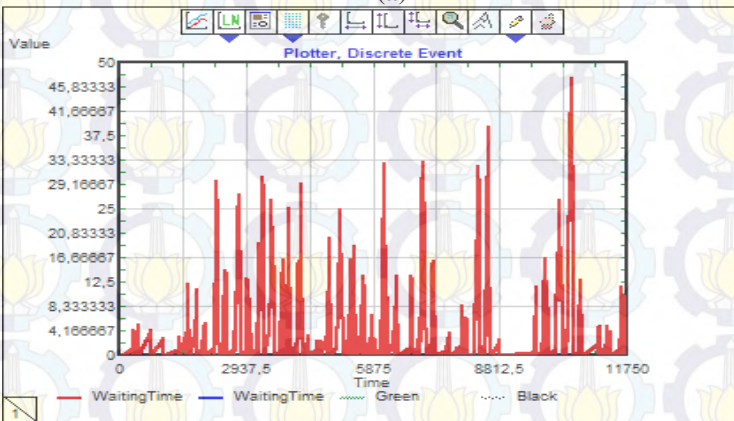 LN
Value
Plotter, Discrete Event
50
45,83333
41,66667
37,5
33,33333
29,16667
25
20,83333
16,66667
12,5
8,333333
4,166667
0
0 2937,5 5875 8812,5 11750
Time
WaitingTime WaitingTime Green Black
1